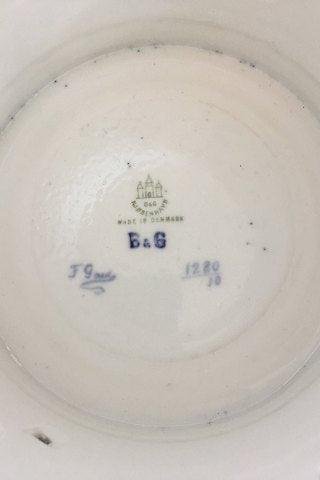 B&G
KJØBENHAVN
MADE IN DENMARK
B&G
F 1280
10